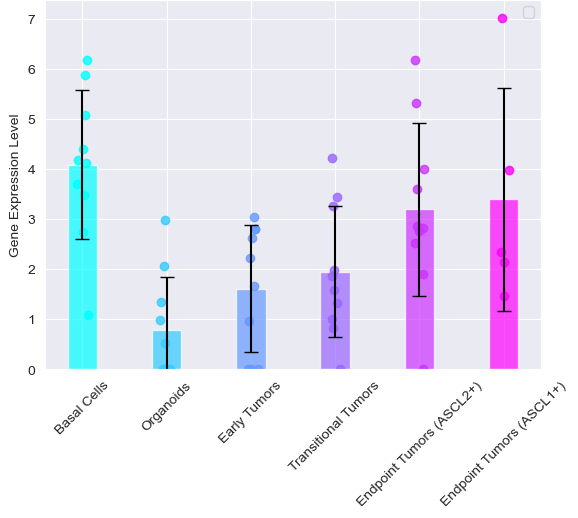 7
6
5
4
3
2
1
0
Gene Expression Level
Basal Cells
Organoids
Early Tumors
Transitional Tumors
Endpoint Tumors (ASCL2+)
Endpoint Tumors (ASCL1+)